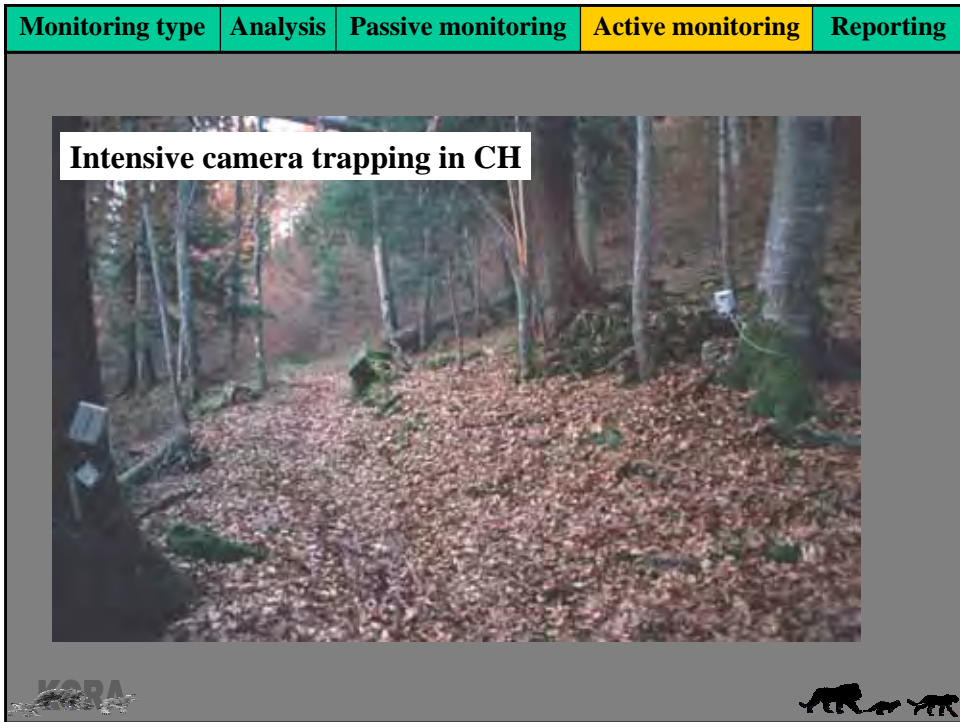 Monitoring type Analysis Passive monitoring Active monitoring Reporting
Intensive camera trapping in CH
KORA